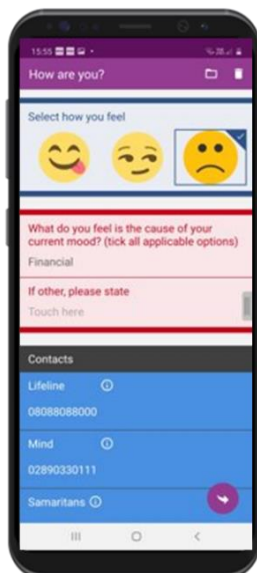 15:55
How are you?
Select how you feel
What do you feel is the cause of your
current mood? (tick all applicable options)
Financial
If other, please state
Touch here
Contacts
Lifeline
08088088000
Mind
02890330111
Samaritans